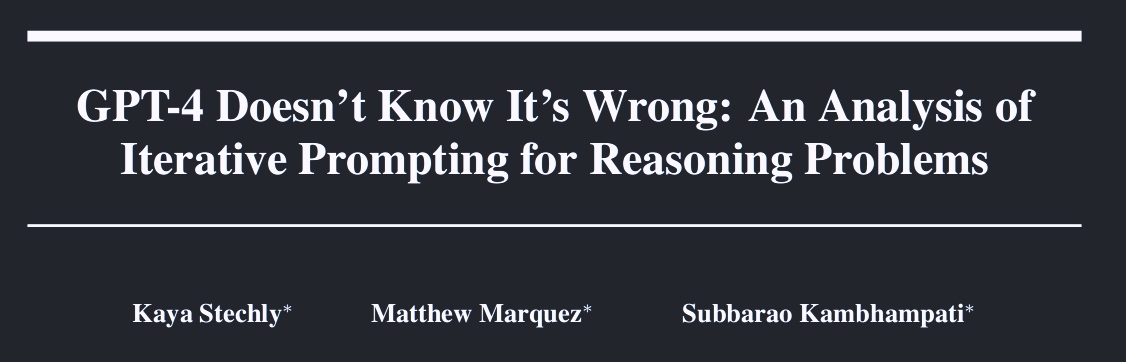 GPT-4 Doesn’t Know It’s Wrong: An Analysis of
Iterative Prompting for Reasoning Problems
Kaya Stechly* Matthew Marquez* Subbarao Kambhampati*